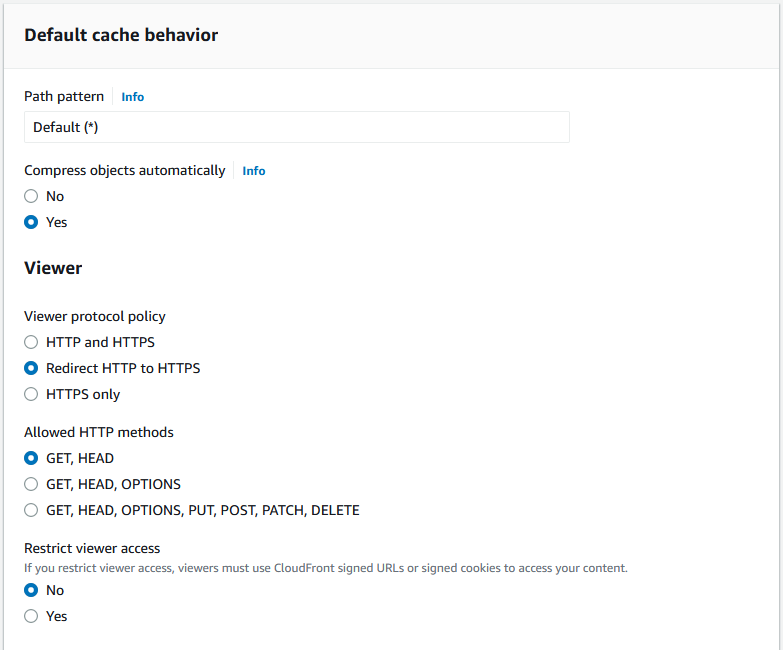 Default cache behavior
Path pattern Info
Default (*)
Compress objects automatically Info
No
Yes
Viewer
Viewer protocol policy
HTTP and HTTPS
Redirect HTTP to HTTPS
HTTPS only
Allowed HTTP methods
GET, HEAD
GET, HEAD, OPTIONS
GET, HEAD, OPTIONS, PUT, POST, PATCH, DELETE
Restrict viewer access
If you restrict viewer access, viewers must use CloudFront signed URLs or signed cookies to access your content.
No
Yes